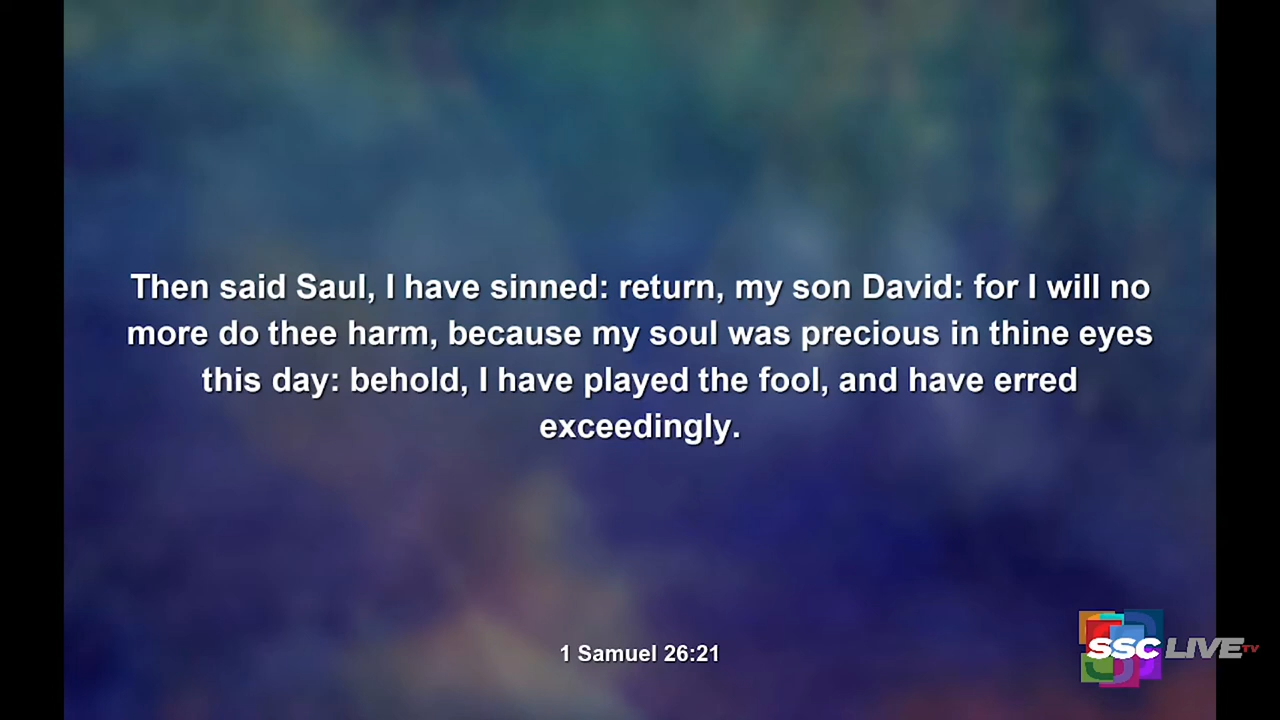 Then said Saul, I have sinned: return, my son David: for I will no
more do thee harm, because my soul was precious in thine eyes
this day: behold, I have played the fool, and have erred
exceedingly.
1 Samuel 26:21
SSC LIVE TV